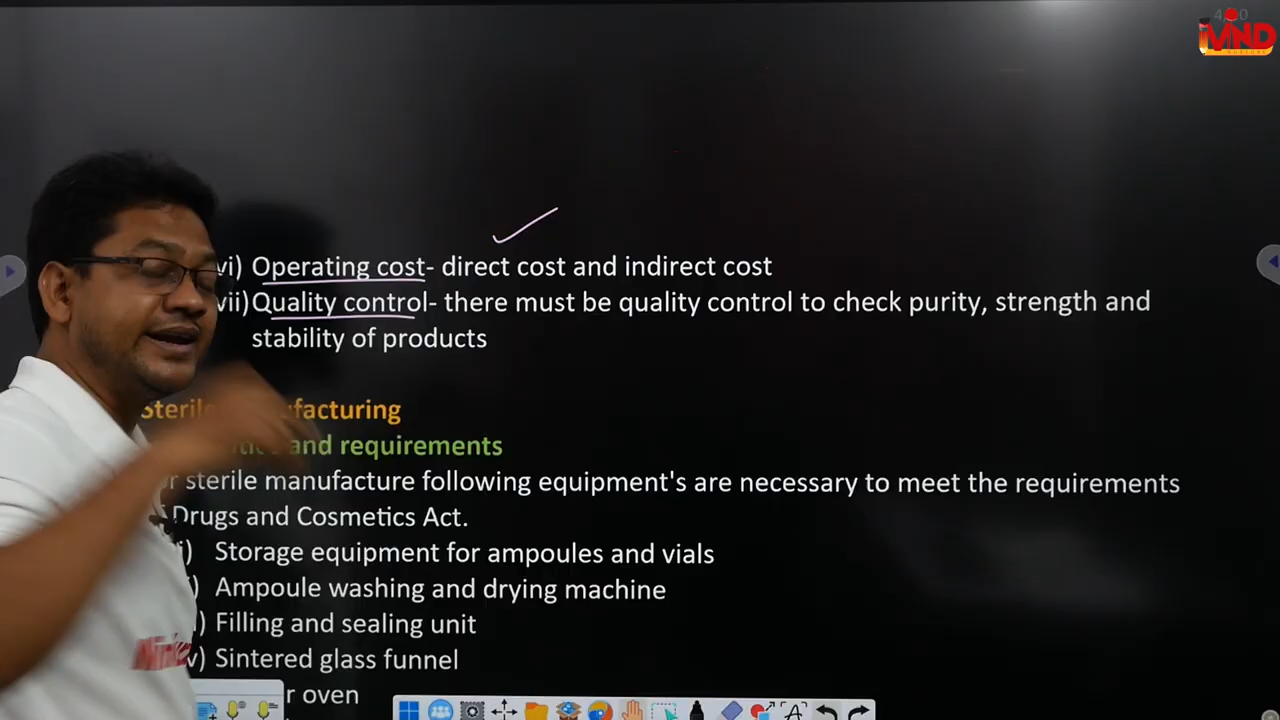 4:00
VND
vi) Operating cost- direct cost and indirect cost
vii)Quality control- there must be quality control to check purity, strength and
stability of products
and requirements
sterile manufacture following equipment's are necessary to meet the requirements
Drugs and Cosmetics Act.
i) Storage equipment for ampoules and vials
Ampoule washing and drying machine
Filling and sealing unit
Sintered glass funnel
oven